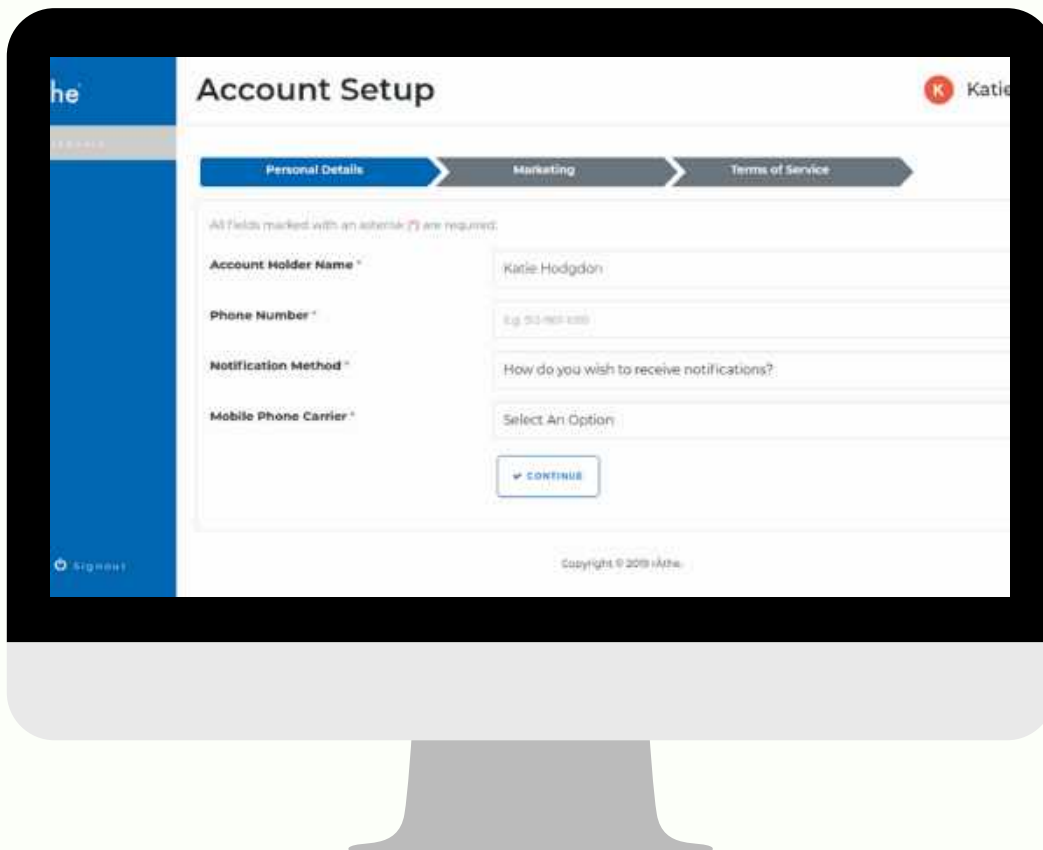 he
Account Setup
K Katie
Personal Details Marketing Terms of Service
All fields marked with an asterisk (*) are required.
Account Holder Name * Katie Hodgdon
Phone Number * E.g.
Notification Method * How do you wish to receive notifications?
Mobile Phone Carrier * Select An Option
✔ CONTINUE
Signout
Copyright © 2019